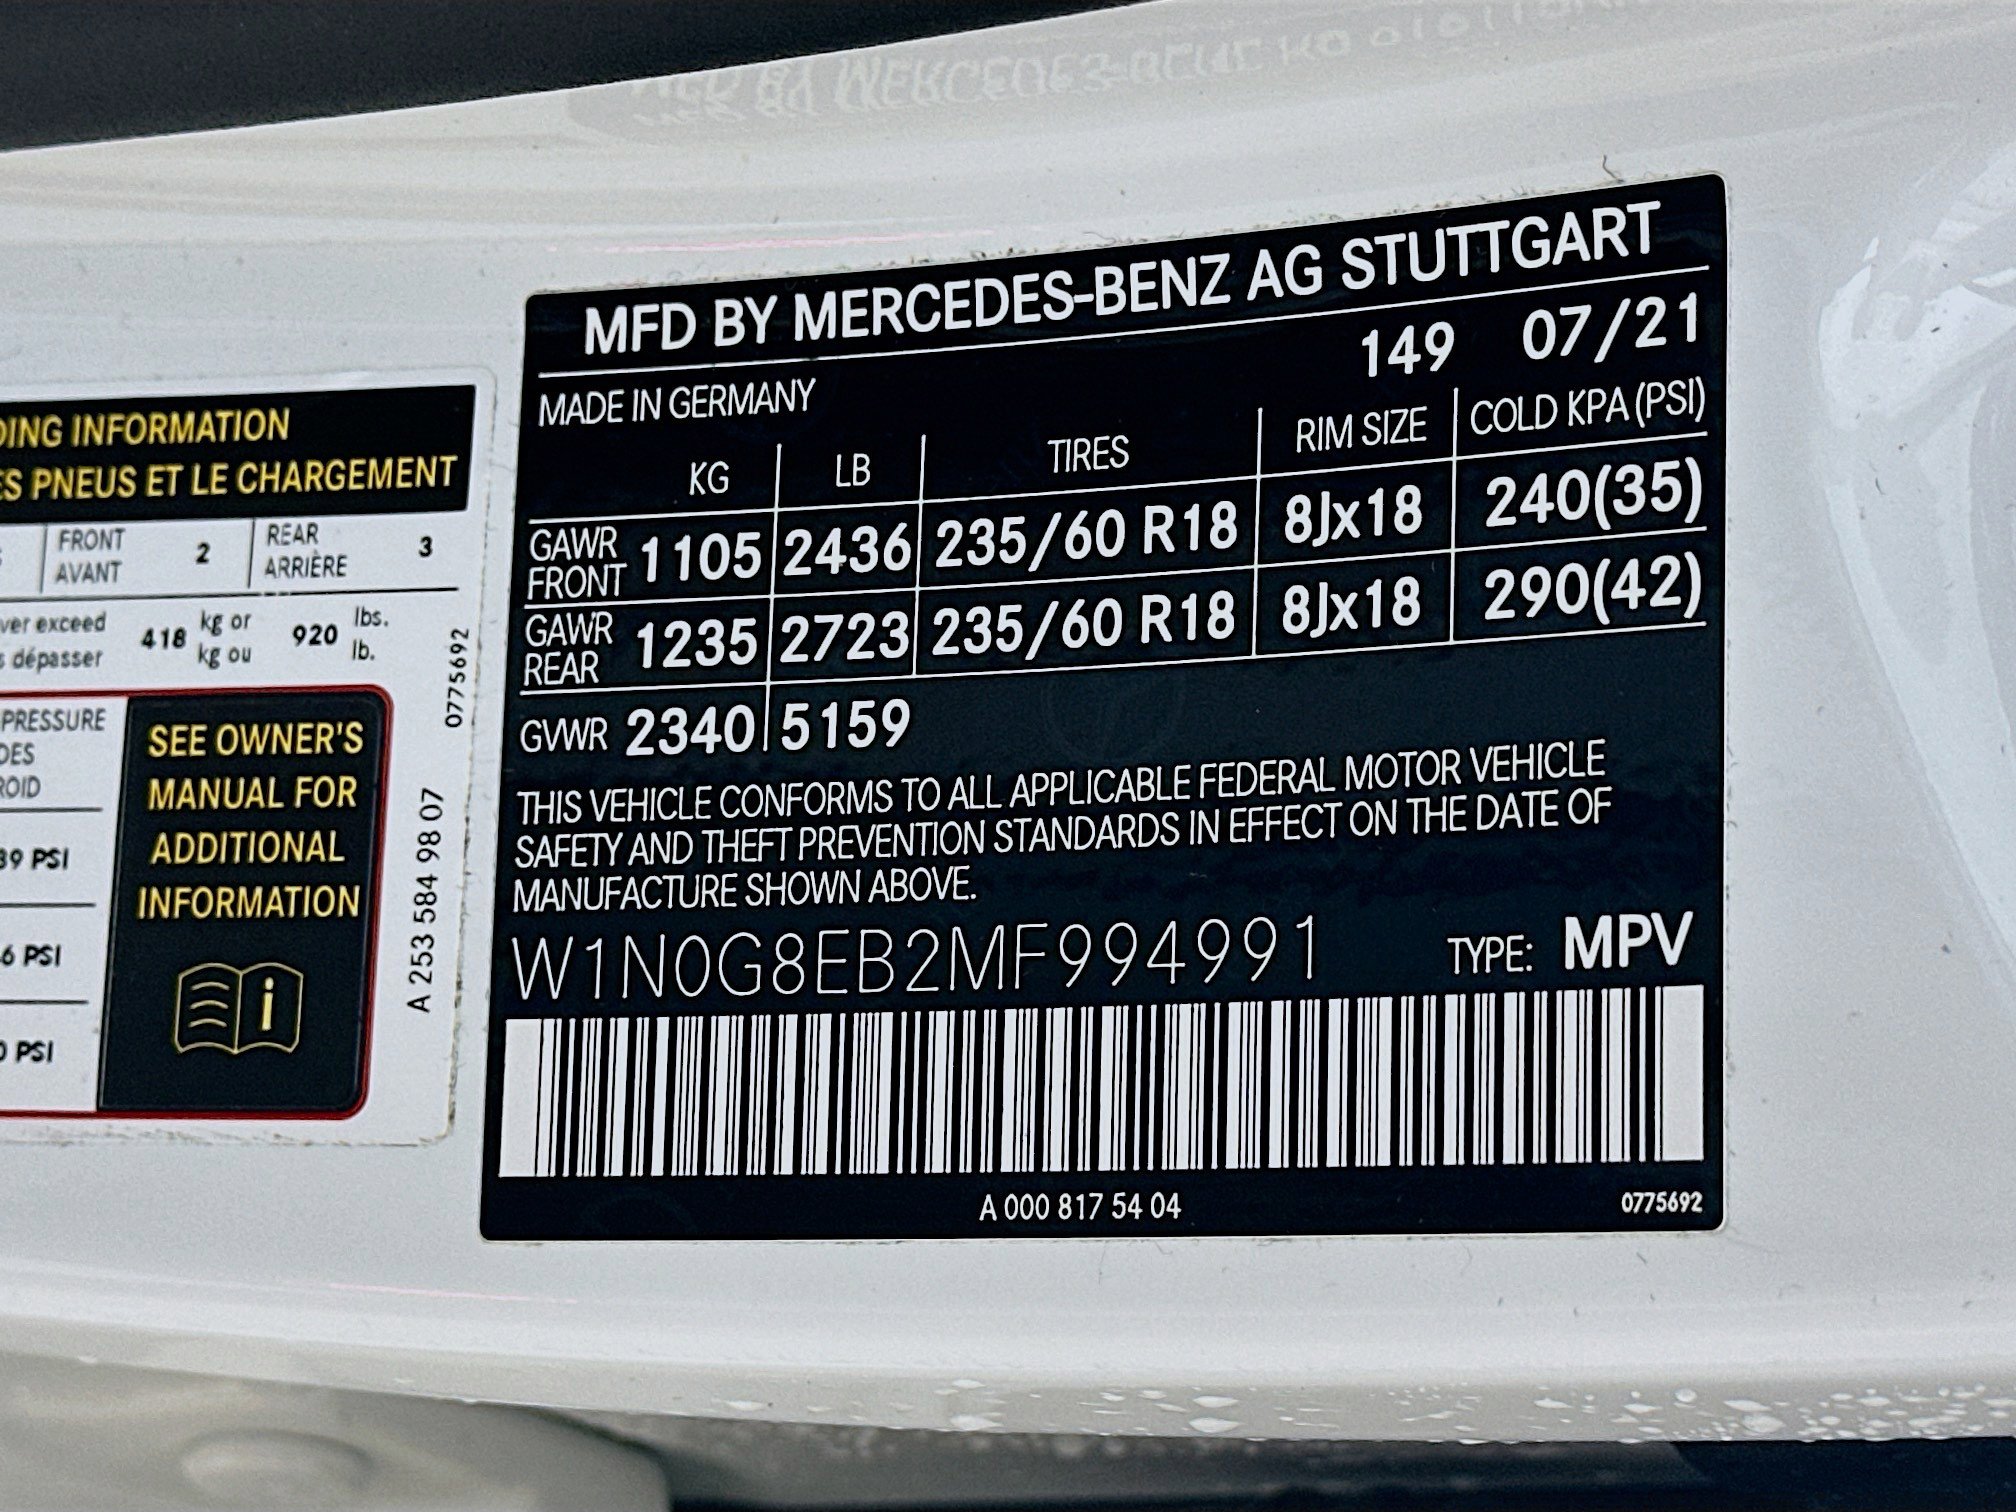 DING INFORMATION
ES PNEUS ET LE CHARGEMENT
FRONT
AVANT
2
REAR
ARRIÈRE
3
ver exceed
s dépasser
418
kg or
kg ou
920
lbs.
lb.
0775692
PRESSURE
DES
ROID
39 PSI
6 PSI
0 PSI
SEE OWNER'S
MANUAL FOR
ADDITIONAL
INFORMATION
i
A 253 584 98 07
MFD BY MERCEDES-BENZ AG STUTTGART
149 07/21
MADE IN GERMANY
KG LB TIRES RIM SIZE COLD KPA (PSI)
GAWR FRONT 1105 2436 235/60 R18 8Jx18 240(35)
GAWR REAR 1235 2723 235/60 R18 8Jx18 290(42)
GVWR 2340 5159
THIS VEHICLE CONFORMS TO ALL APPLICABLE FEDERAL MOTOR VEHICLE
SAFETY AND THEFT PREVENTION STANDARDS IN EFFECT ON THE DATE OF
MANUFACTURE SHOWN ABOVE.
W1N0G8EB2MF994991 TYPE: MPV
A 000 817 54 04 0775692